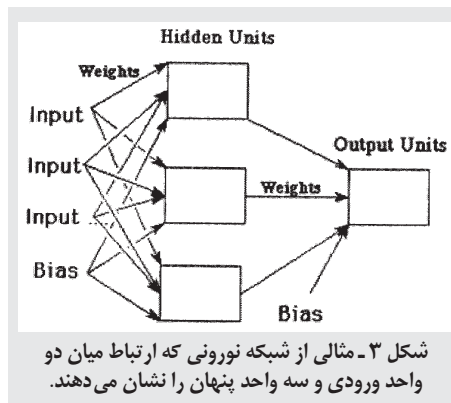 Hidden Units
Weights
Input
Output Units
Input
Weights
Input
Bias
Bias
شکل ۳ ـ مثالی از شبکه نورونی که ارتباط میان دو
واحد ورودی و سه واحد پنهان را نشان می‌دهند.